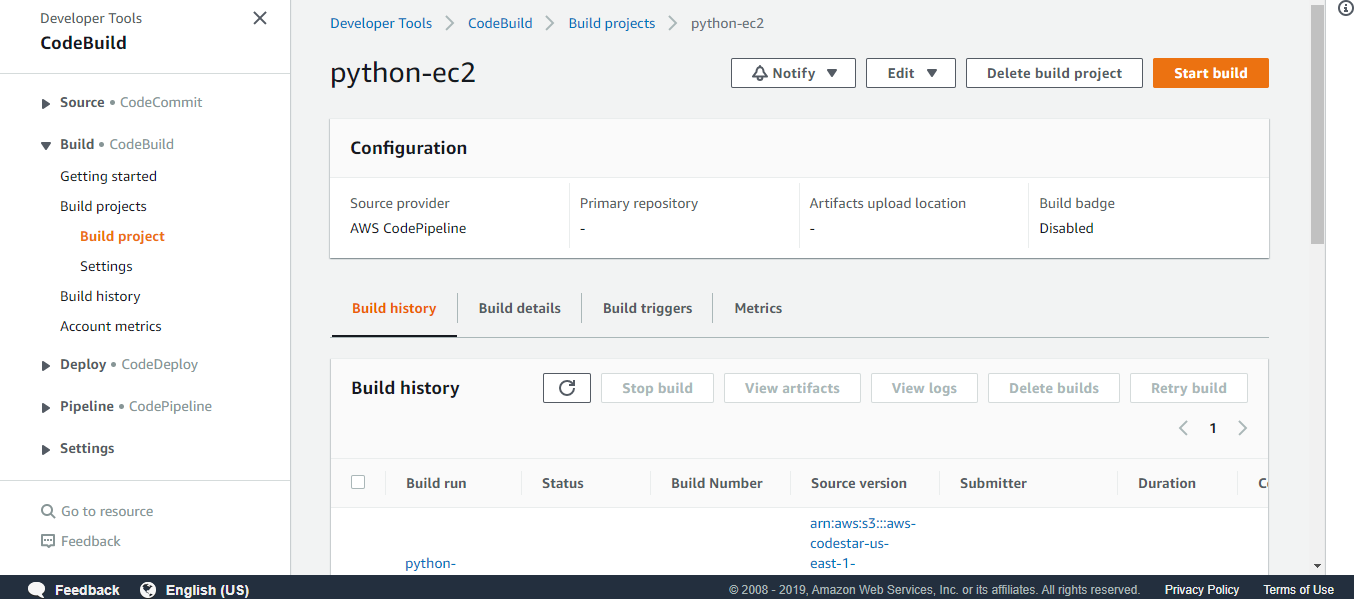 Developer Tools
CodeBuild
Source • CodeCommit
Build • CodeBuild
Getting started
Build projects
Build project
Settings
Build history
Account metrics
Deploy • CodeDeploy
Pipeline • CodePipeline
Settings
Go to resource
Feedback
Developer Tools > CodeBuild > Build projects > python-ec2
python-ec2
Notify Edit Delete build project Start build
Configuration
Source provider Primary repository Artifacts upload location Build badge
AWS CodePipeline - - Disabled
Build history Build details Build triggers Metrics
Build history Stop build View artifacts View logs Delete builds Retry build
1
Build run Status Build Number Source version Submitter Duration
arn:aws:s3:::aws-
codestar-us-
python- east-1-
Feedback English (US) © 2008 - 2019, Amazon Web Services, Inc. or its affiliates. All rights reserved. Privacy Policy Terms of Use